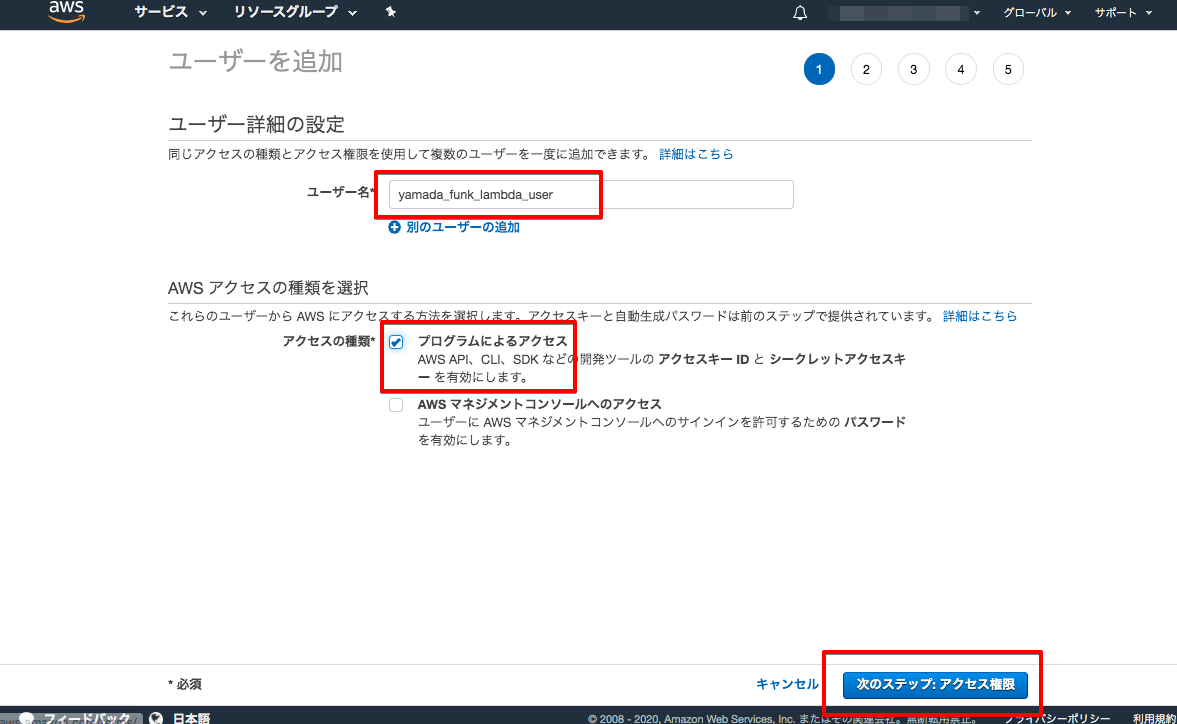 aws サービス リソースグループ グローバル サポート
ユーザーを追加
1 2 3 4 5
ユーザー詳細の設定
同じアクセスの種類とアクセス権限を使用して複数のユーザーを一度に追加できます。 詳細はこちら
ユーザー名* yamada_funk_lambda_user
別のユーザーの追加
AWS アクセスの種類を選択
これらのユーザーから AWS にアクセスする方法を選択します。アクセスキーと自動生成パスワードは前のステップで提供されています。 詳細はこちら
アクセスの種類* プログラムによるアクセス
AWS API、CLI、SDK などの開発ツールの アクセスキー ID と シークレットアクセスキ
ー を有効にします。
AWS マネジメントコンソールへのアクセス
ユーザーに AWS マネジメントコンソールへのサインインを許可するための パスワード
を有効にします。
* 必須 キャンセル 次のステップ: アクセス権限
フィードバック 日本語 © 2008 - 2020, Amazon Web Services, Inc. またはその関連会社。無断転用禁止。 プライバシーポリシー 利用規約